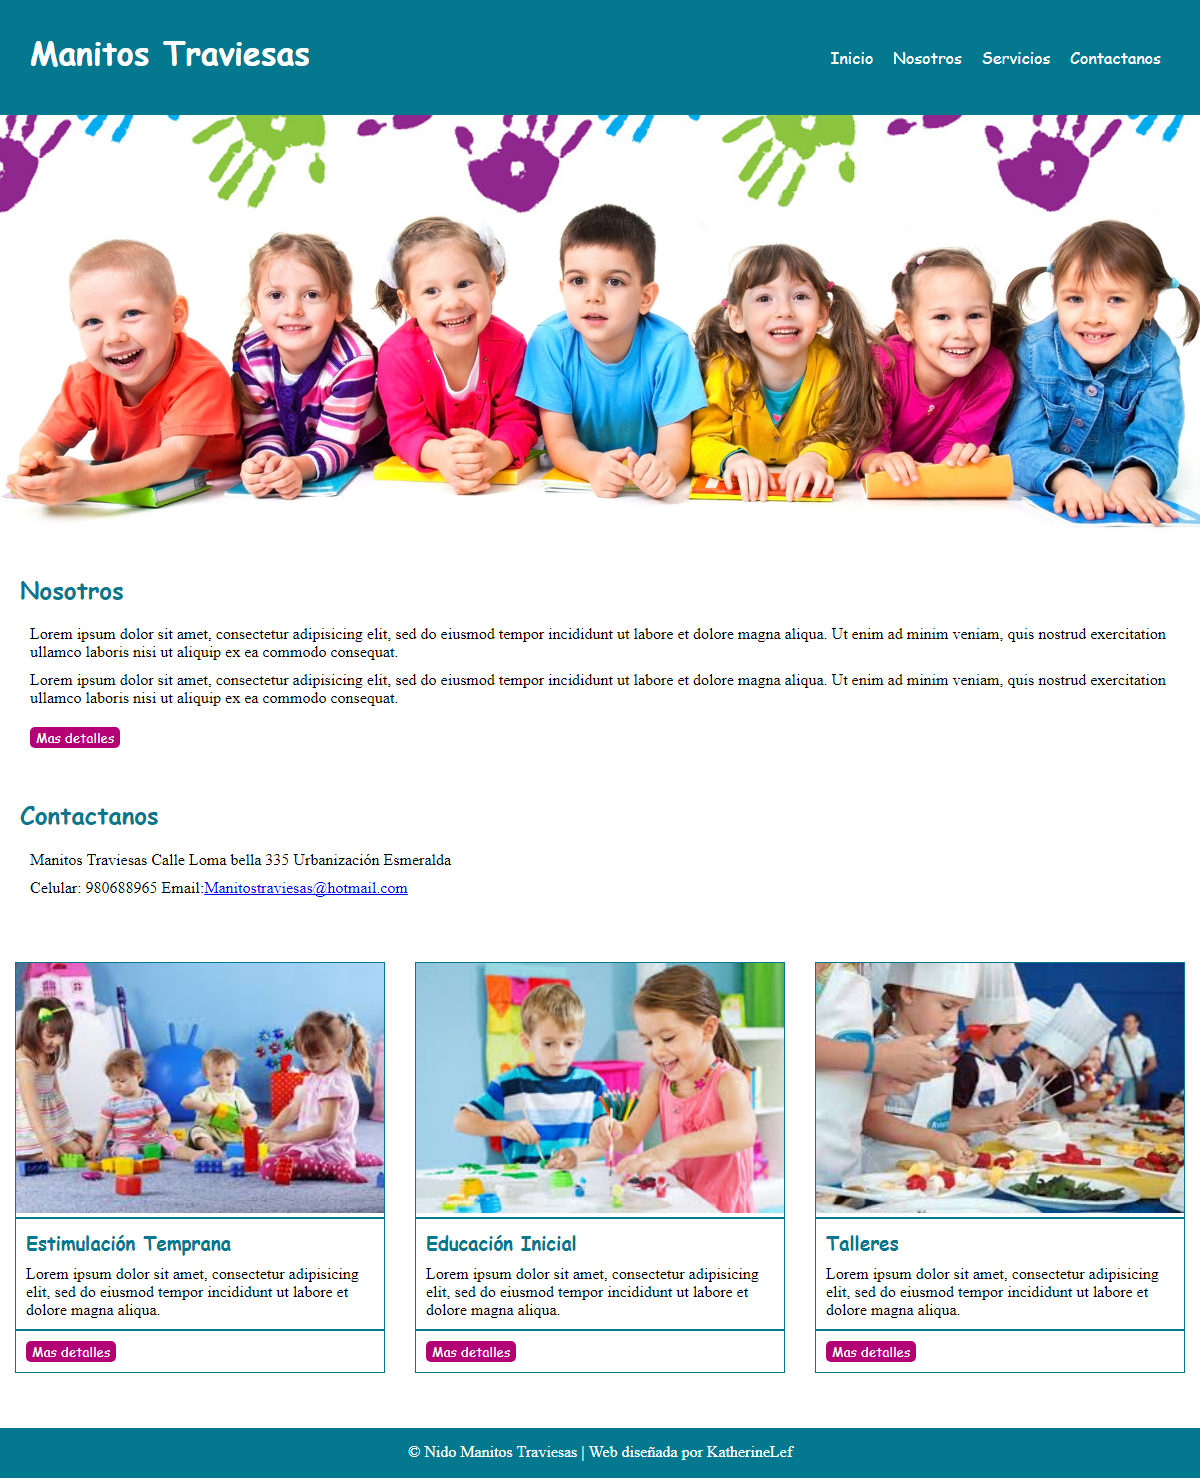 Manitos Traviesas
Inicio Nosotros Servicios Contactanos
Nosotros
Lorem ipsum dolor sit amet, consectetur adipisicing elit, sed do eiusmod tempor incididunt ut labore et dolore magna aliqua. Ut enim ad minim veniam, quis nostrud exercitation
ullamco laboris nisi ut aliquip ex ea commodo consequat.
Lorem ipsum dolor sit amet, consectetur adipisicing elit, sed do eiusmod tempor incididunt ut labore et dolore magna aliqua. Ut enim ad minim veniam, quis nostrud exercitation
ullamco laboris nisi ut aliquip ex ea commodo consequat.
Mas detalles
Contactanos
Manitos Traviesas Calle Loma bella 335 Urbanización Esmeralda
Celular: 980688965 Email:Manitostraviesas@hotmail.com
Estimulación Temprana
Lorem ipsum dolor sit amet, consectetur adipisicing
elit, sed do eiusmod tempor incididunt ut labore et
dolore magna aliqua.
Mas detalles
Educación Inicial
Lorem ipsum dolor sit amet, consectetur adipisicing
elit, sed do eiusmod tempor incididunt ut labore et
dolore magna aliqua.
Mas detalles
Talleres
Lorem ipsum dolor sit amet, consectetur adipisicing
elit, sed do eiusmod tempor incididunt ut labore et
dolore magna aliqua.
Mas detalles
© Nido Manitos Traviesas | Web diseñada por KatherineLef